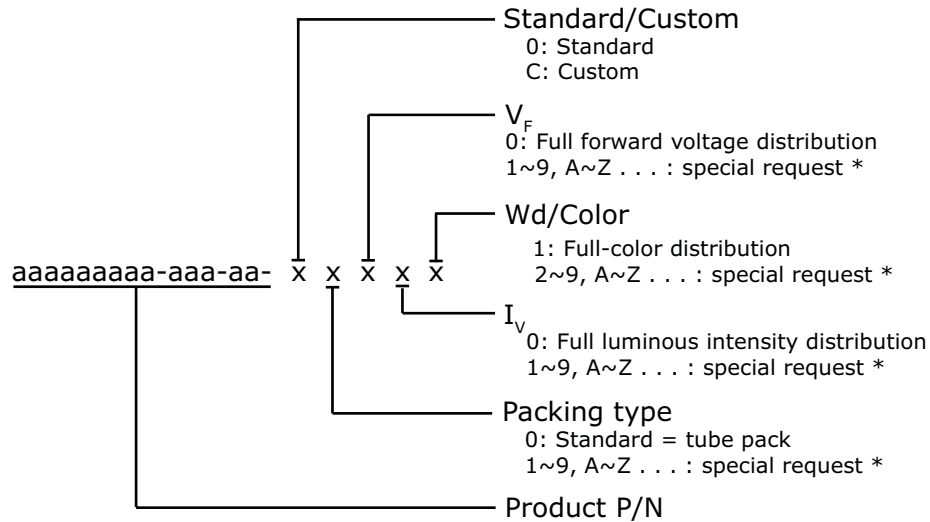 Standard/Custom
0: Standard
C: Custom
VF
0: Full forward voltage distribution
1~9, A~Z . . . : special request *
Wd/Color
1: Full-color distribution
2~9, A~Z . . . : special request *
aaaaaaaaa-aaa-aa- x x x x x
IV
0: Full luminous intensity distribution
1~9, A~Z . . . : special request *
Packing type
0: Standard = tube pack
1~9, A~Z . . . : special request *
Product P/N